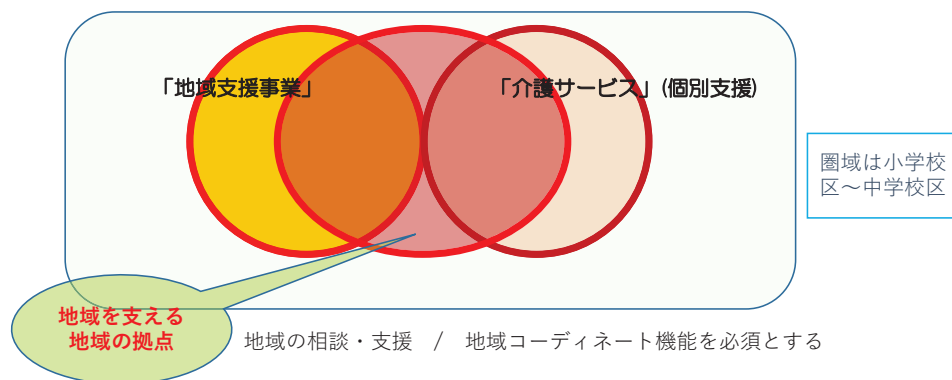 「地域支援事業」
「介護サービス」(個別支援)
圏域は小学校
区～中学校区
地域を支える
地域の拠点
地域の相談・支援　/　地域コーディネート機能を必須とする